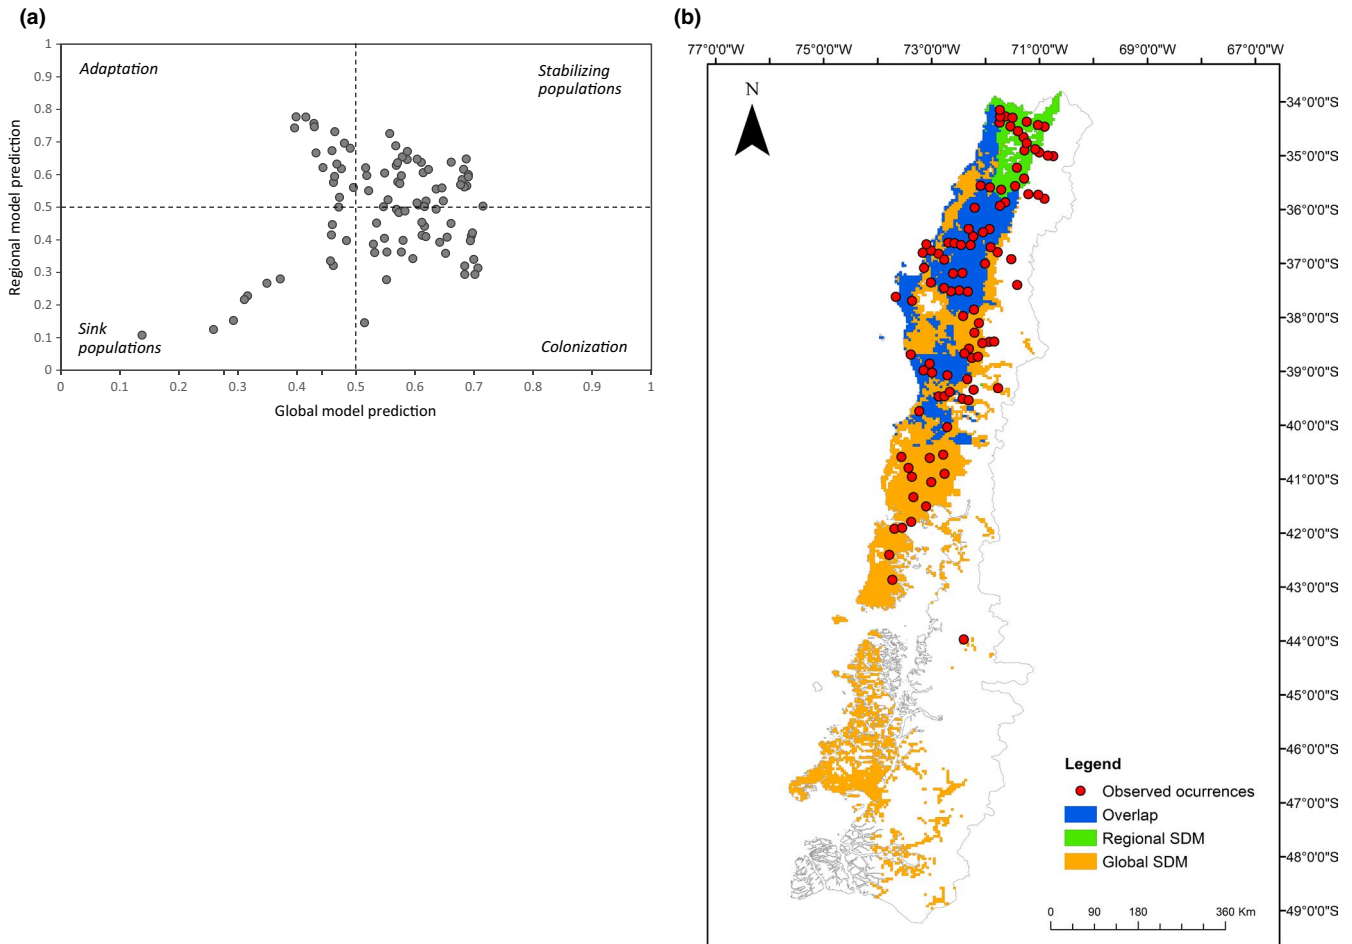 (a)
1
0.9
0.8
0.7
0.6
0.5
0.4
0.3
0.2
0.1
0
Regional model prediction
Adaptation
Stabilizing
populations
Sink
populations
Colonization
0 0.1 0.2 0.3 0.4 0.5 0.6 0.7 0.8 0.9 1
Global model prediction
(b)
77°0'0"W 75°0'0"W 73°0'0"W 71°0'0"W 69°0'0"W 67°0'0"W
N
34°0'0"S
35°0'0"S
36°0'0"S
37°0'0"S
38°0'0"S
39°0'0"S
40°0'0"S
41°0'0"S
42°0'0"S
43°0'0"S
44°0'0"S
45°0'0"S
46°0'0"S
47°0'0"S
48°0'0"S
49°0'0"S
Legend
Observed ocurrences
Overlap
Regional SDM
Global SDM
0 90 180 360 Km